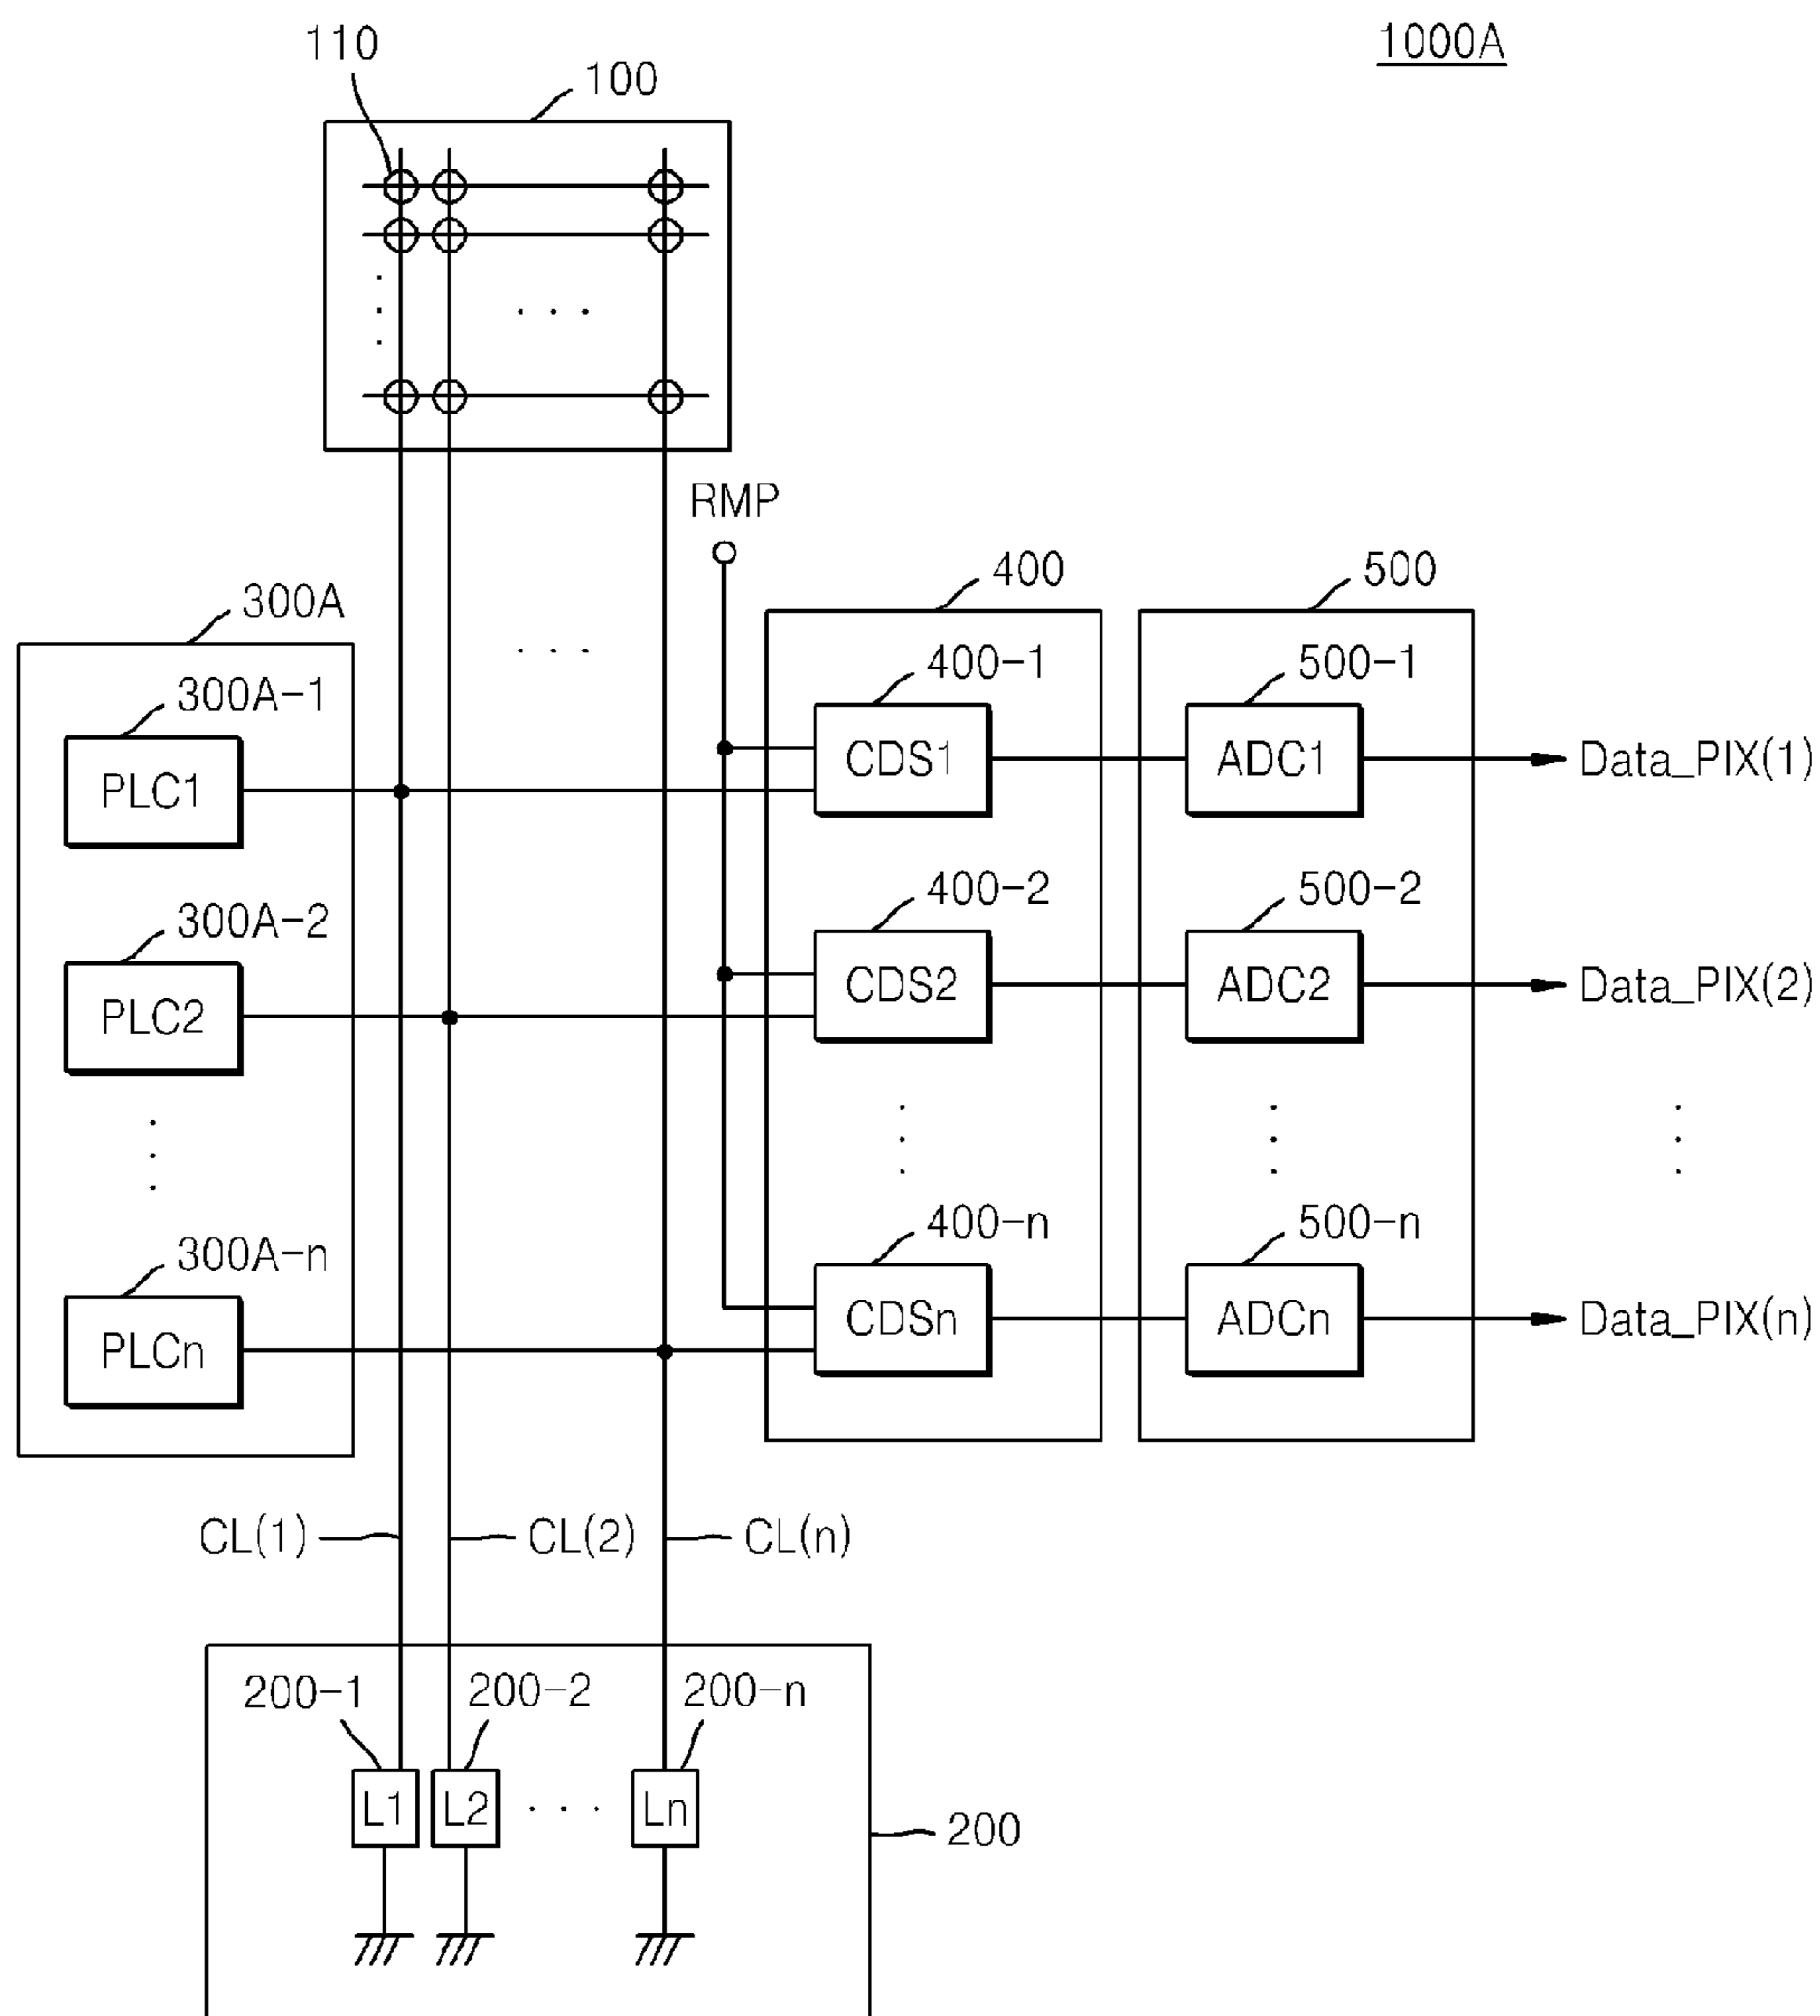 1000A
110
100
RMP
400
500
300A
400-1
500-1
300A-1
CDS1
ADC1
Data_PIX(1)
PLC1
400-2
500-2
300A-2
CDS2
ADC2
Data_PIX(2)
PLC2
400-n
500-n
300A-n
CDSn
ADCn
Data_PIX(n)
PLCn
CL(1)
CL(2)
CL(n)
200-1
200-2
200-n
L1
L2
Ln
200